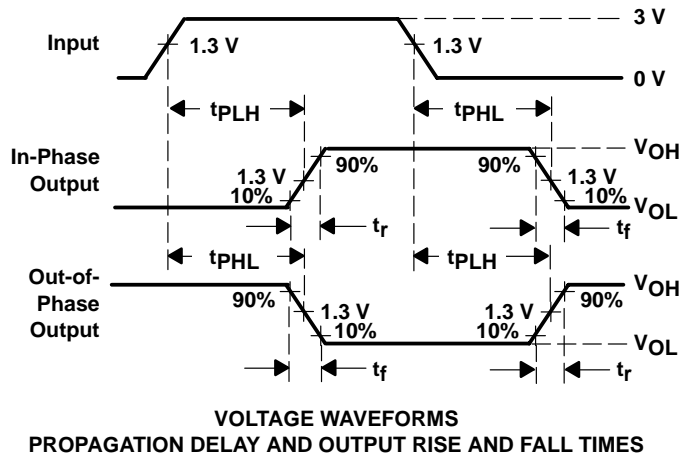 3 V
Input
1.3 V
1.3 V
0 V
tPLH
tPHL
In-Phase
Output
VOH
90%
90%
1.3 V
1.3 V
10%
10%
VOL
tr
tf
tPHL
tPLH
Out-of-
Phase
Output
VOH
90%
90%
1.3 V
1.3 V
10%
10%
VOL
tf
tr
VOLTAGE WAVEFORMS
PROPAGATION DELAY AND OUTPUT RISE AND FALL TIMES